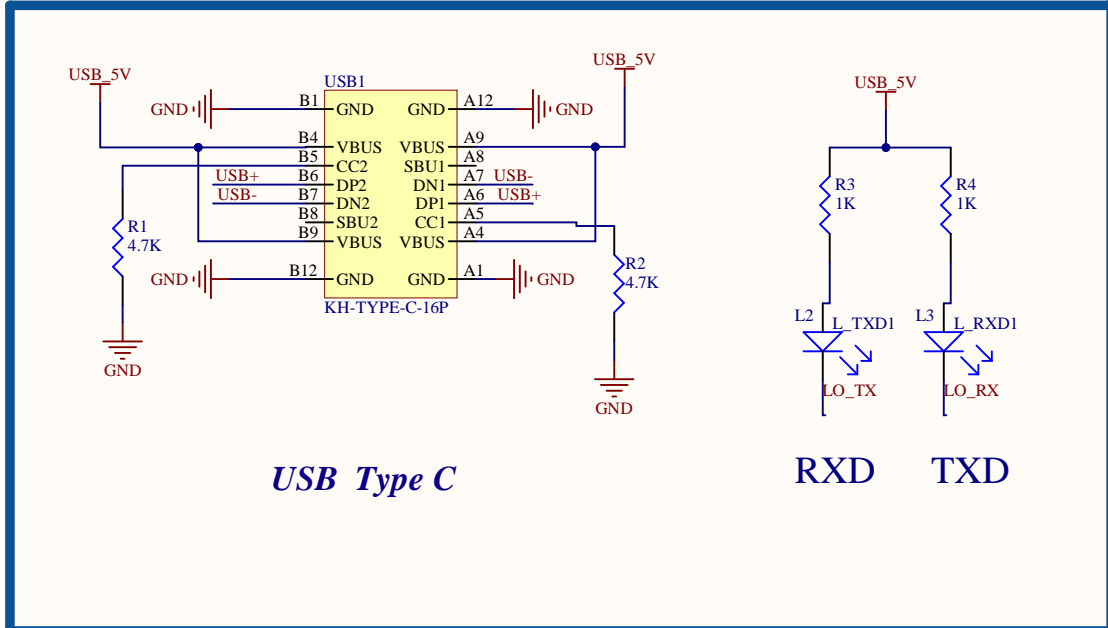 USB_5V
USB1
USB_5V
USB_5V
GND
B1
GND
GND
A12
GND
B4
VBUS
VBUS
A9
B5
CC2
SBU1
A8
USB+
B6
DP2
DN1
A7
USB-
USB-
B7
DN2
DP1
A6
USB+
B8
SBU2
CC1
A5
B9
VBUS
VBUS
A4
GND
B12
GND
GND
A1
GND
KH-TYPE-C-16P
R1
4.7K
GND
R2
4.7K
GND
R3
1K
R4
1K
L2
L_TXD1
LO_TX
L3
L_RXD1
LO_RX
USB Type C
RXD
TXD